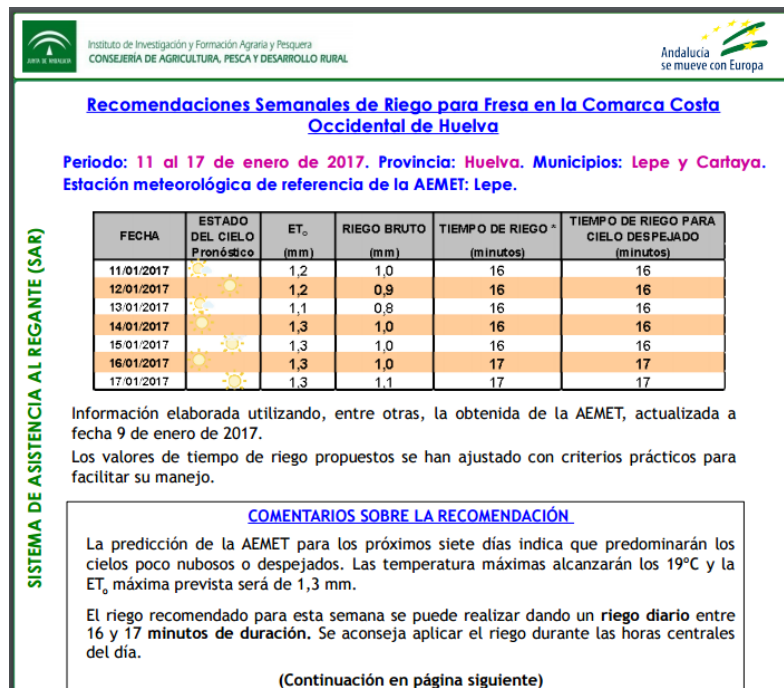 Instituto de Investigación y Formación Agraria y Pesquera
CONSEJERÍA DE AGRICULTURA, PESCA Y DESARROLLO RURAL
JUNTA DE ANDALUCIA
Andalucía
se mueve con Europa
Recomendaciones Semanales de Riego para Fresa en la Comarca Costa
Occidental de Huelva
Periodo: 11 al 17 de enero de 2017. Provincia: Huelva. Municipios: Lepe y Cartaya.
Estación meteorológica de referencia de la AEMET: Lepe.
SISTEMA DE ASISTENCIA AL REGANTE (SAR)
FECHA ESTADO DEL CIELO Pronóstico ETo (mm) RIEGO BRUTO (mm) TIEMPO DE RIEGO * (minutos) TIEMPO DE RIEGO PARA CIELO DESPEJADO (minutos)
11/01/2017 1,2 1,0 16 16
12/01/2017 1,2 0,9 16 16
13/01/2017 1,1 0,8 16 16
14/01/2017 1,3 1,0 16 16
15/01/2017 1,3 1,0 16 16
16/01/2017 1,3 1,0 17 17
17/01/2017 1,3 1,1 17 17
Información elaborada utilizando, entre otras, la obtenida de la AEMET, actualizada a
fecha 9 de enero de 2017.
Los valores de tiempo de riego propuestos se han ajustado con criterios prácticos para
facilitar su manejo.
COMENTARIOS SOBRE LA RECOMENDACIÓN
La predicción de la AEMET para los próximos siete días indica que predominarán los
cielos poco nubosos o despejados. Las temperatura máximas alcanzarán los 19ºC y la
ETo máxima prevista será de 1,3 mm.
El riego recomendado para esta semana se puede realizar dando un riego diario entre
16 y 17 minutos de duración. Se aconseja aplicar el riego durante las horas centrales
del día.
(Continuación en página siguiente)